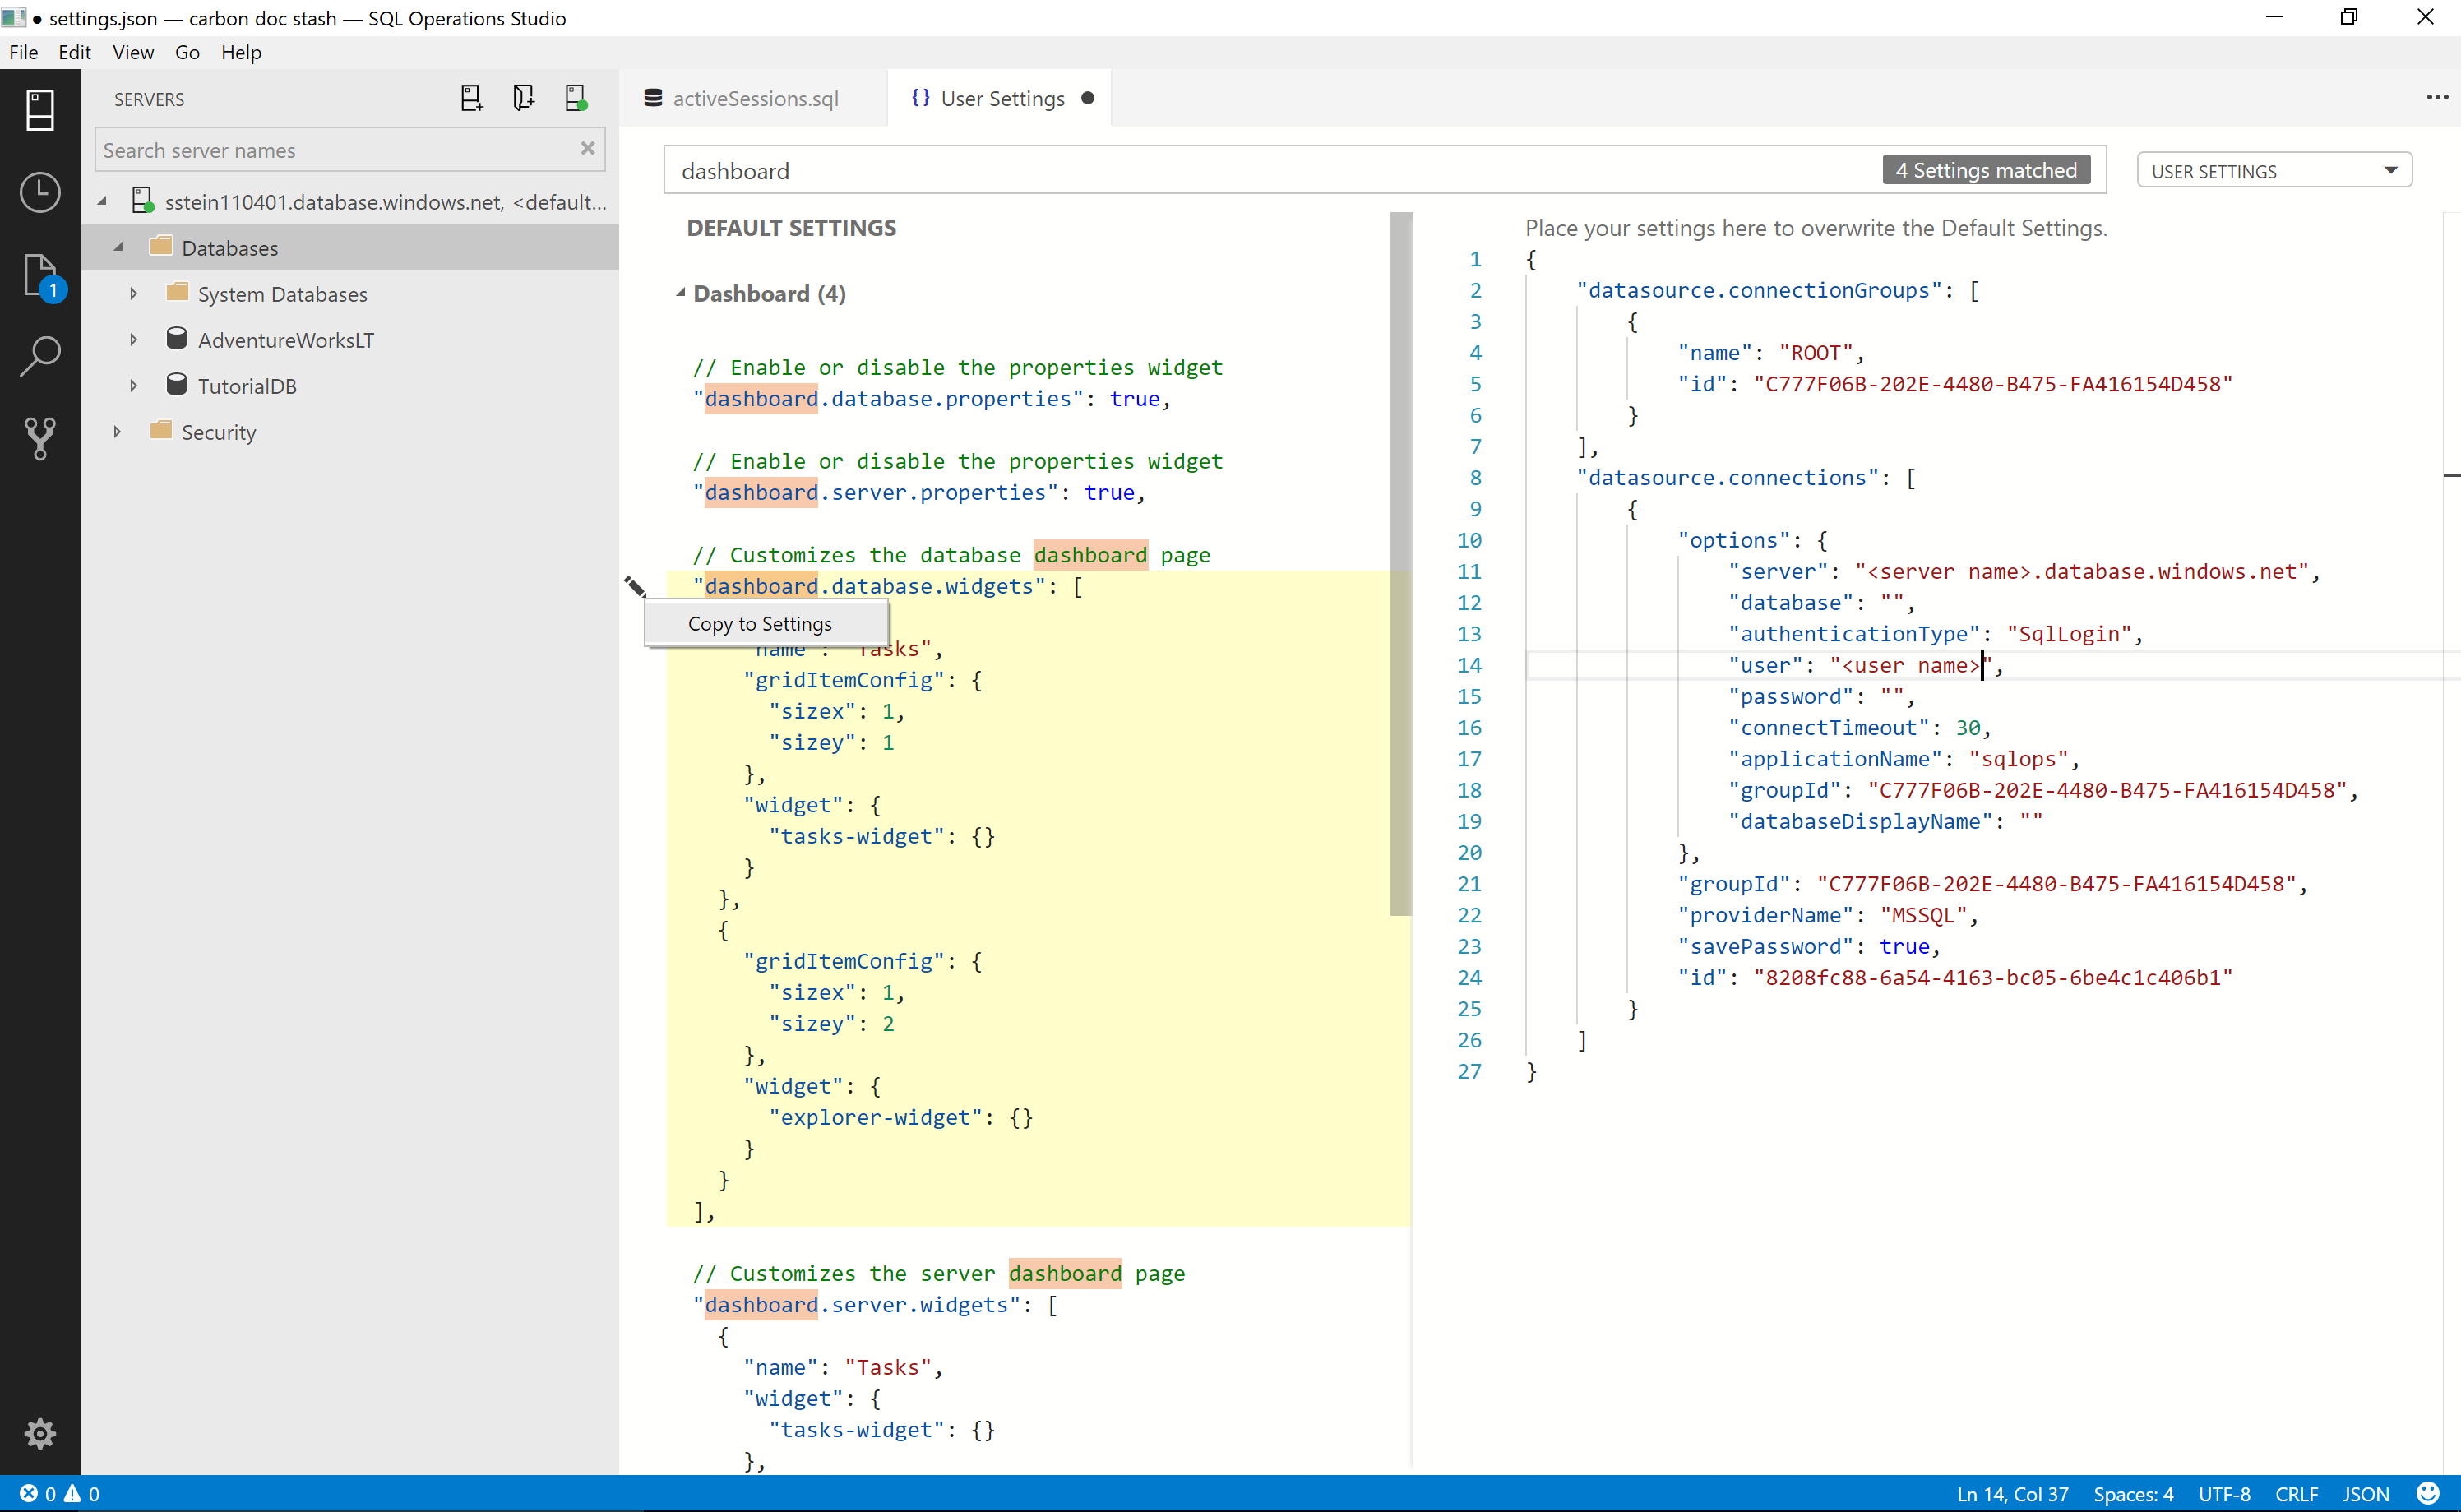 ● settings.json — carbon doc stash — SQL Operations Studio
File Edit View Go Help
SERVERS
Search server names
sstein110401.database.windows.net, <default...
Databases
System Databases
AdventureWorksLT
TutorialDB
Security
1
activeSessions.sql
{} User Settings ●
dashboard
4 Settings matched
USER SETTINGS
DEFAULT SETTINGS
Dashboard (4)
// Enable or disable the properties widget
"dashboard.database.properties": true,
// Enable or disable the properties widget
"dashboard.server.properties": true,
// Customizes the database dashboard page
"dashboard.database.widgets": [
Copy to Settings
"name": "Tasks",
"gridItemConfig": {
"sizex": 1,
"sizey": 1
},
"widget": {
"tasks-widget": {}
}
},
{
"gridItemConfig": {
"sizex": 1,
"sizey": 2
},
"widget": {
"explorer-widget": {}
}
}
],
// Customizes the server dashboard page
"dashboard.server.widgets": [
{
"name": "Tasks",
"widget": {
"tasks-widget": {}
},
Place your settings here to overwrite the Default Settings.
1 {
2 "datasource.connectionGroups": [
3 {
4 "name": "ROOT",
5 "id": "C777F06B-202E-4480-B475-FA416154D458"
6 }
7 ],
8 "datasource.connections": [
9 {
10 "options": {
11 "server": "<server name>.database.windows.net",
12 "database": "",
13 "authenticationType": "SqlLogin",
14 "user": "<user name>",
15 "password": "",
16 "connectTimeout": 30,
17 "applicationName": "sqlops",
18 "groupId": "C777F06B-202E-4480-B475-FA416154D458",
19 "databaseDisplayName": ""
20 },
21 "groupId": "C777F06B-202E-4480-B475-FA416154D458",
22 "providerName": "MSSQL",
23 "savePassword": true,
24 "id": "8208fc88-6a54-4163-bc05-6be4c1c406b1"
25 }
26 ]
27 }
0 0
Ln 14, Col 37 Spaces: 4 UTF-8 CRLF JSON